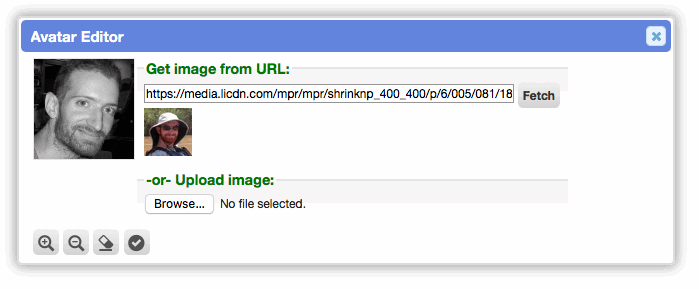 Avatar Editor
Get image from URL:
https://media.licdn.com/mpr/mpr/shrinknp_400_400/p/6/005/081/18
Fetch
-or- Upload image:
Browse... No file selected.